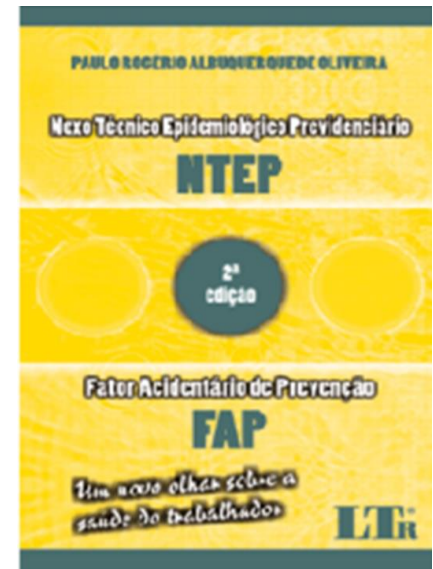 PAULO ROGÉRIO ALBUQUERQUE DE OLIVEIRA
Nexo Técnico Epidemiológico Previdenciário
NTEP
2ª
edição
Fator Acidentário de Prevenção
FAP
Um novo olhar sobre a
saúde do trabalhador
LTR